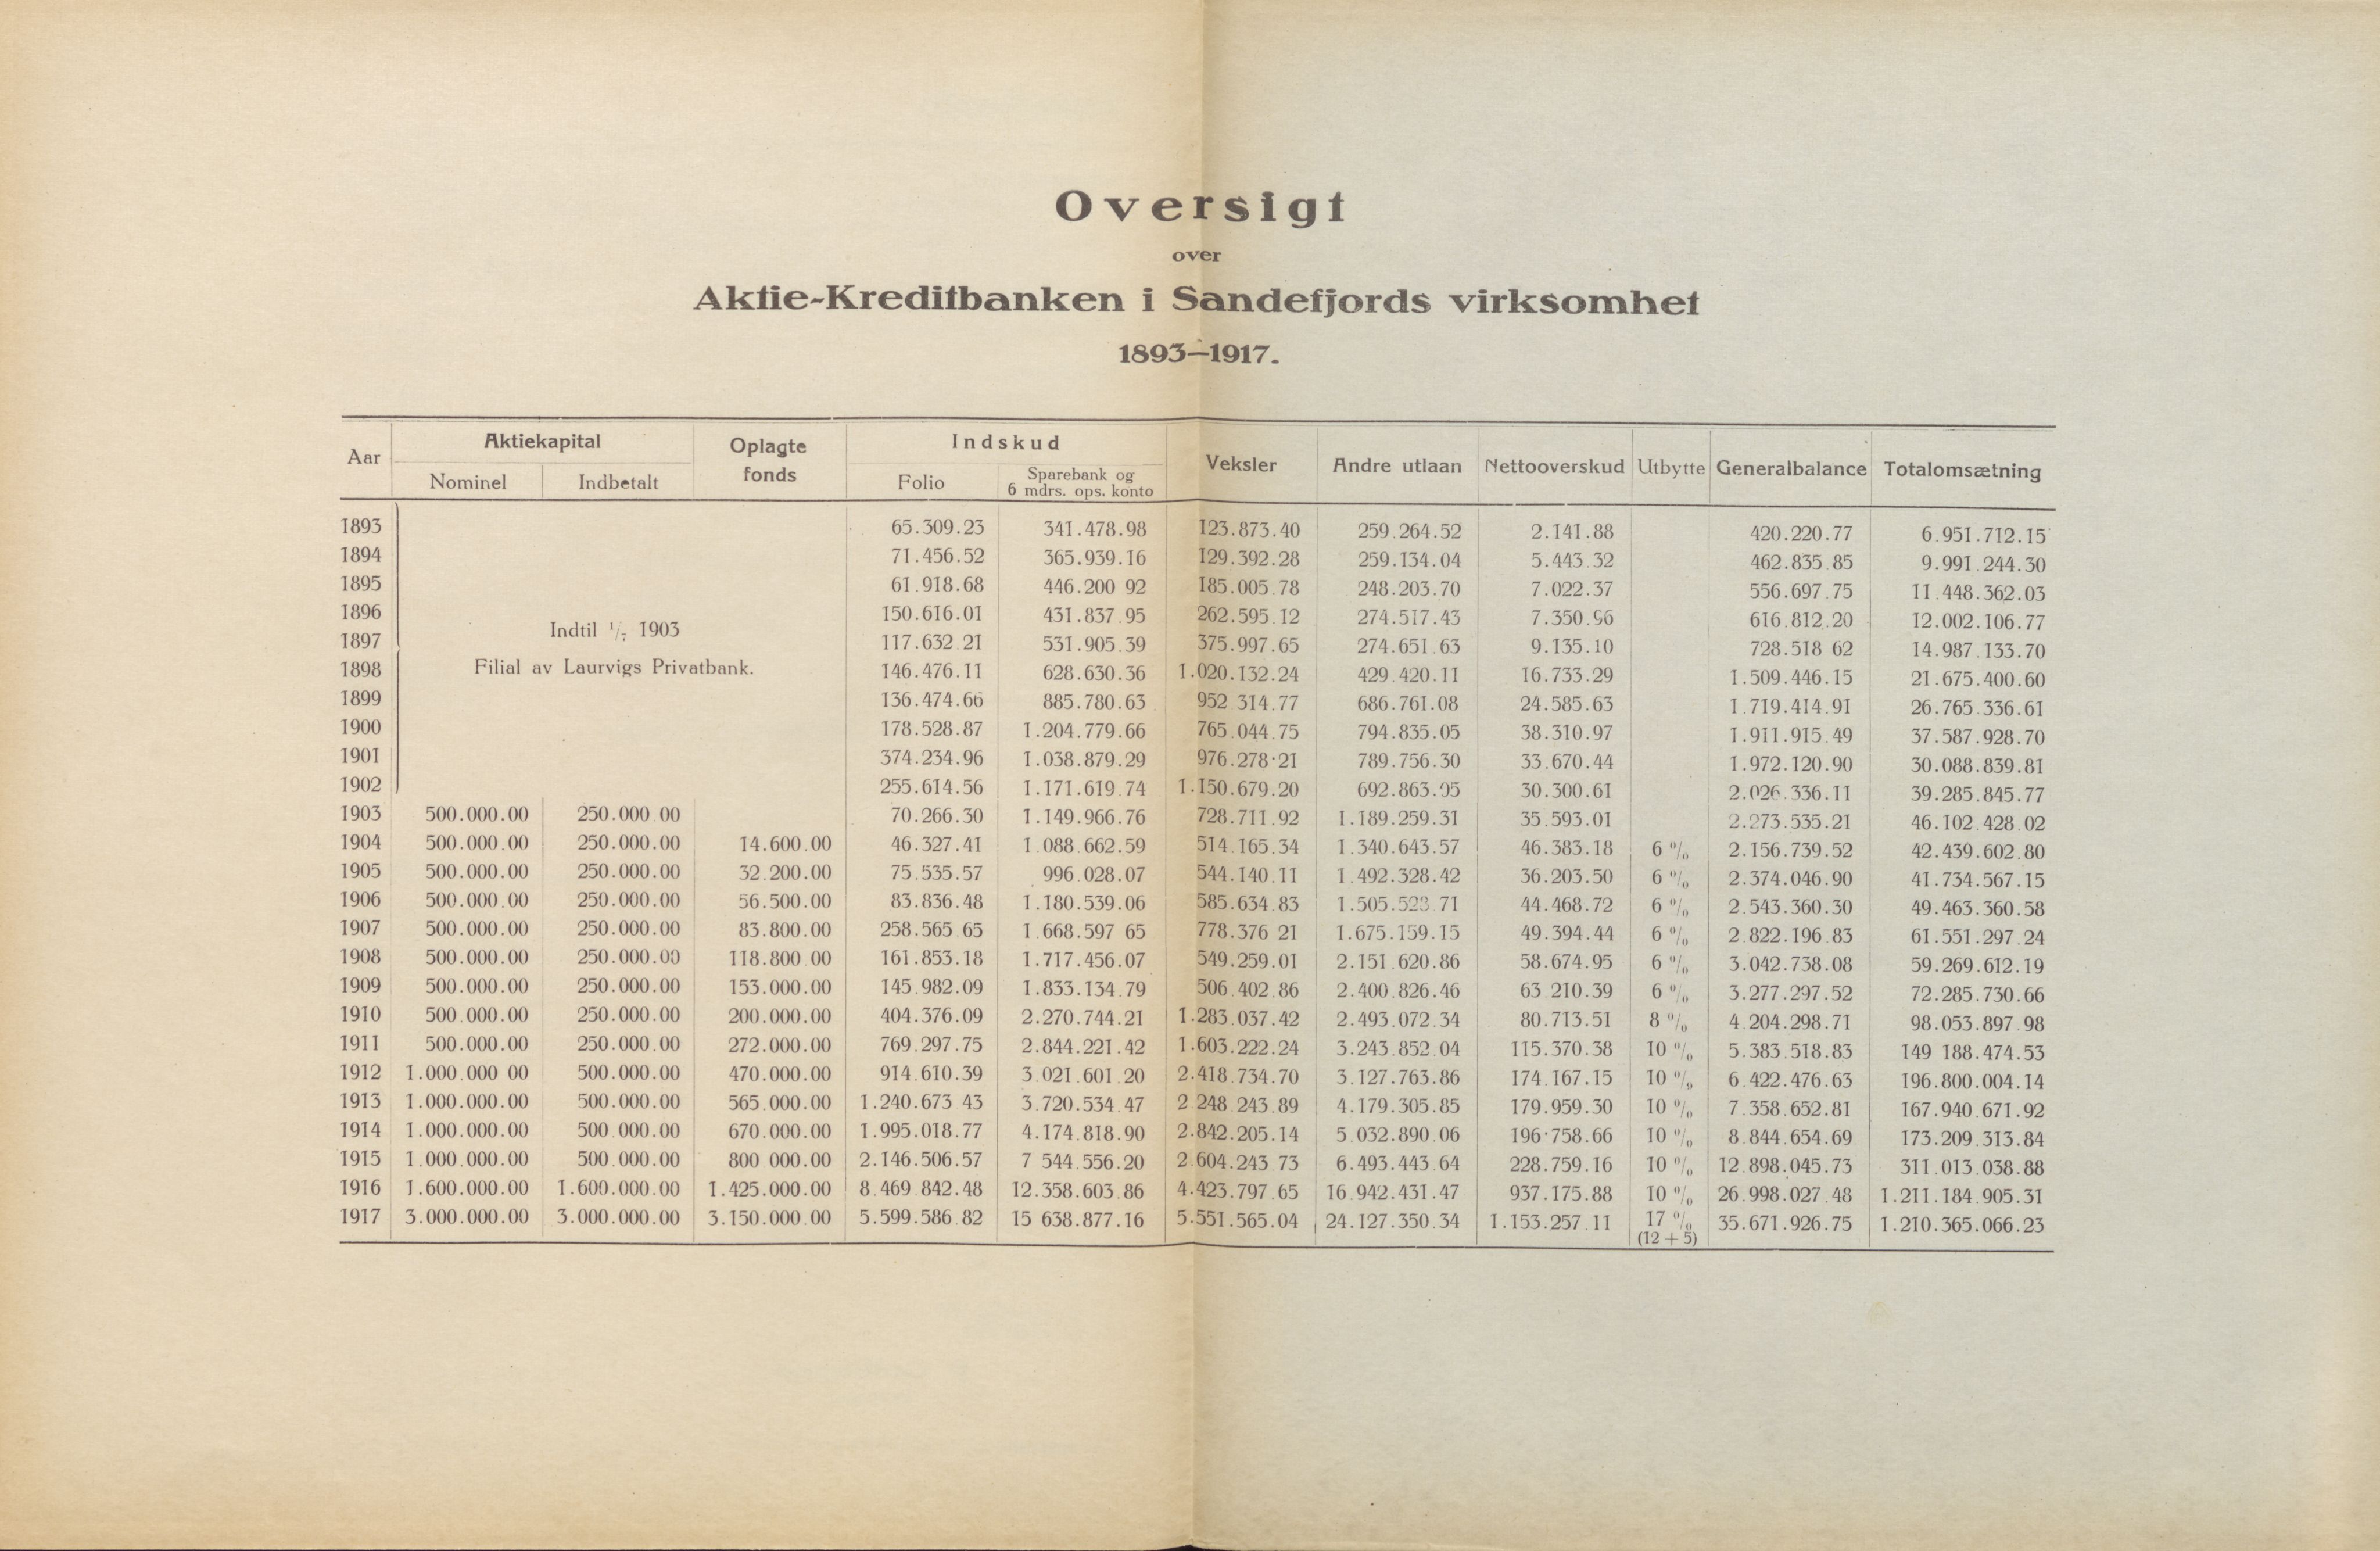 Oversigt
over
Aktie-Kreditbanken i Sandefjords virksomhet
1893—1917.
Aar Aktiekapital Oplagte fonds Indskud Veksler Andre utlaan Nettooverskud Utbytte Generalbalance Totalomsætning
Nominel Indbetalt Folio Sparebank og 6 mdrs. ops. konto
1893 65.309.23 341.478.98 123.873.40 259.264.52 2.141.88 420.220.77 6.951.712.15
1894 71.456.52 365.939.16 129.392.28 259.134.04 5.443.32 462.835.85 9.991.244.30
1895 61.918.68 446.200 92 185.005.78 248.203.70 7.022.37 556.697.75 11.448.362.03
1896 150.616.01 431.837.95 262.595.12 274.517.43 7.350.96 616.812.20 12.002.106.77
Indtil 1/7 1903
1897 117.632.21 531.905.39 375.997.65 274.651.63 9.135.10 728.518 62 14.987.133.70
Filial av Laurvigs Privatbank.
1898 146.476.11 628.630.36 1.020.132.24 429.420.11 16.733.29 1.509.446.15 21.675.400.60
1899 136.474.66 885.780.63 952.314.77 686.761.08 24.585.63 1.719.414.91 26.765.336.61
1900 178.528.87 1.204.779.66 765.044.75 794.835.05 38.310.97 1.911.915.49 37.587.928.70
1901 374.234.96 1.038.879.29 976.278.21 789.756.30 33.670.44 1.972.120.90 30.088.839.81
1902 255.614.56 1.171.619.74 1.150.679.20 692.863.95 30.300.61 2.026.336.11 39.285.845.77
1903 500.000.00 250.000.00 70.266.30 1.149.966.76 728.711.92 1.189.259.31 35.593.01 2.273.535.21 46.102.428.02
1904 500.000.00 250.000.00 14.600.00 46.327.41 1.088.662.59 514.165.34 1.340.643.57 46.383.18 6 % 2.156.739.52 42.439.602.80
1905 500.000.00 250.000.00 32.200.00 75.535.57 996.028.07 544.140.11 1.492.328.42 36.203.50 6 % 2.374.046.90 41.734.567.15
1906 500.000.00 250.000.00 56.500.00 83.836.48 1.180.539.06 585.634.83 1.505.528.71 44.468.72 6 % 2.543.360.30 49.463.360.58
1907 500.000.00 250.000.00 83.800.00 258.565.65 1.668.597 65 778.376 21 1.675.159.15 49.394.44 6 % 2.822.196.83 61.551.297.24
1908 500.000.00 250.000.00 118.800.00 161.853.18 1.717.456.07 549.259.01 2.151.620.86 58.674.95 6 % 3.042.738.08 59.269.612.19
1909 500.000.00 250.000.00 153.000.00 145.982.09 1.833.134.79 506.402.86 2.400.826.46 63.210.39 6 % 3.277.297.52 72.285.730.66
1910 500.000.00 250.000.00 200.000.00 404.376.09 2.270.744.21 1.283.037.42 2.493.072.34 80.713.51 8 % 4.204.298.71 98.053.897.98
1911 500.000.00 250.000.00 272.000.00 769.297.75 2.844.221.42 1.603.222.24 3.243.852.04 115.370.38 10 % 5.383.518.83 149 188.474.53
1912 1.000.000 00 500.000.00 470.000.00 914.610.39 3.021.601.20 2.418.734.70 3.127.763.86 174.167.15 10 % 6.422.476.63 196.800.004.14
1913 1.000.000.00 500.000.00 565.000.00 1.240.673 43 3.720.534.47 2.248.243.89 4.179.305.85 179.959.30 10 % 7.358.652.81 167.940.671.92
1914 1.000.000.00 500.000.00 670.000.00 1.995.018.77 4.174.818.90 2.842.205.14 5.032.890.06 196.758.66 10 % 8.844.654.69 173.209.313.84
1915 1.000.000.00 500.000.00 800 000.00 2.146.506.57 7 544.556.20 2.604.243 73 6.493.443.64 228.759.16 10 % 12.898.045.73 311.013.038.88
1916 1.600.000.00 1.600.000.00 1.425.000.00 8.469.842.48 12.358.603.86 4.423.797.65 16.942.431.47 937.175.88 10 % 26.998.027.48 1.211.184.905.31
1917 3.000.000.00 3.000.000.00 3.150.000.00 5.599.586.82 15 638.877.16 5.551.565.04 24.127.350.34 1.153.257.11 17 % 35.671.926.75 1.210.365.066.23
(12 + 5)